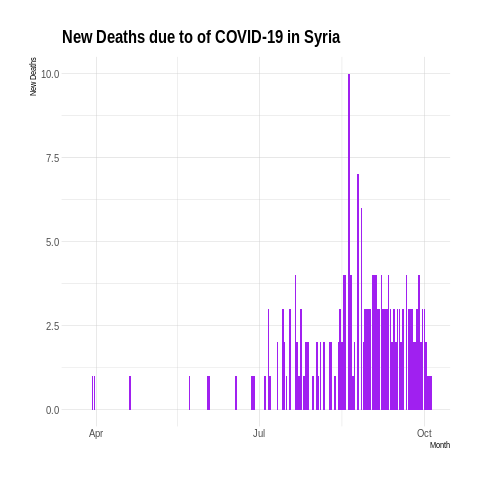 New Deaths due to of COVID-19 in Syria
New Deaths
10.0
7.5
5.0
2.5
0.0
Apr
Jul
Oct
Month